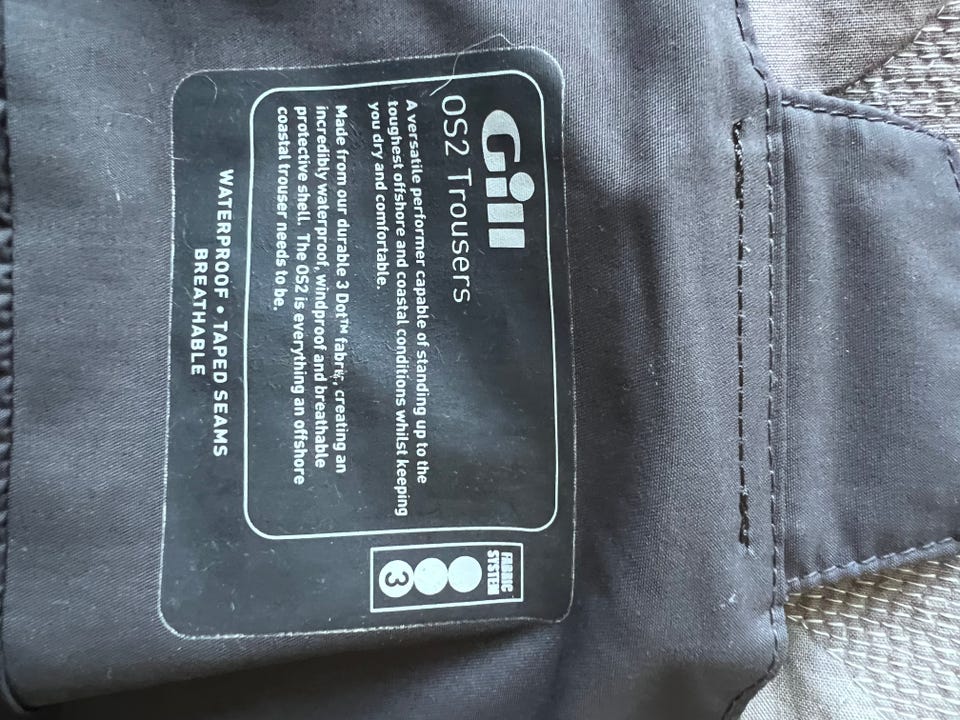 Gill
OS2 Trousers
A versatile performer capable of standing up to the
toughest offshore and coastal conditions whilst keeping
you dry and comfortable.
Made from our durable 3 Dot™ fabric, creating an
incredibly waterproof, windproof and breathable
protective shell. The OS2 is everything an offshore
coastal trouser needs to be.
FABRIC
SYSTEM
3
WATERPROOF • TAPED SEAMS
BREATHABLE